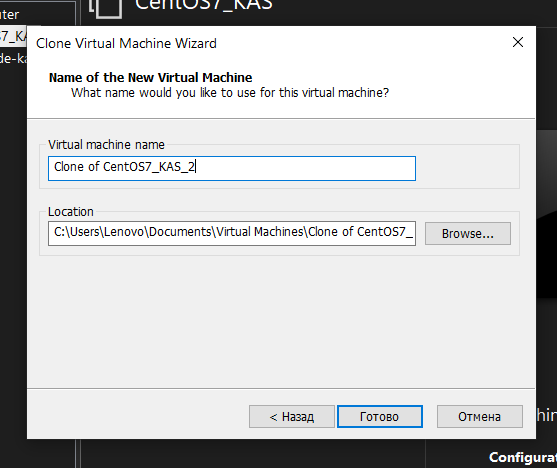 uter
CentOS7_KAS
Clone Virtual Machine Wizard
Name of the New Virtual Machine
What name would you like to use for this virtual machine?
Virtual machine name
Clone of CentOS7_KAS_2
Location
C:\Users\Lenovo\Documents\Virtual Machines\Clone of CentOS7_
Browse...
< Назад
Готово
Отмена
hin
Configurat